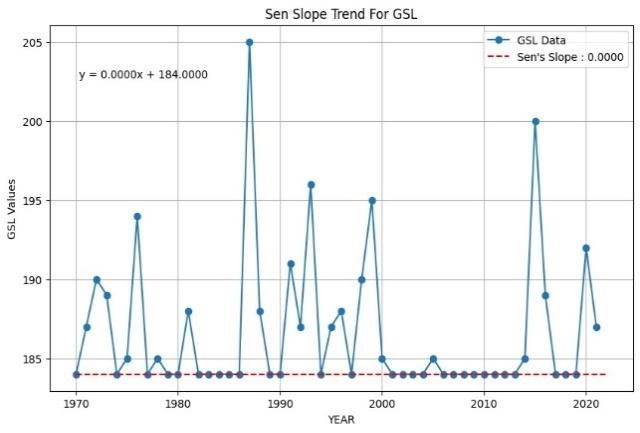 Sen Slope Trend For GSL
GSL Data
Sen's Slope : 0.0000
y = 0.0000x + 184.0000
205
200
195
190
185
GSL Values
1970
1980
1990
2000
2010
2020
YEAR